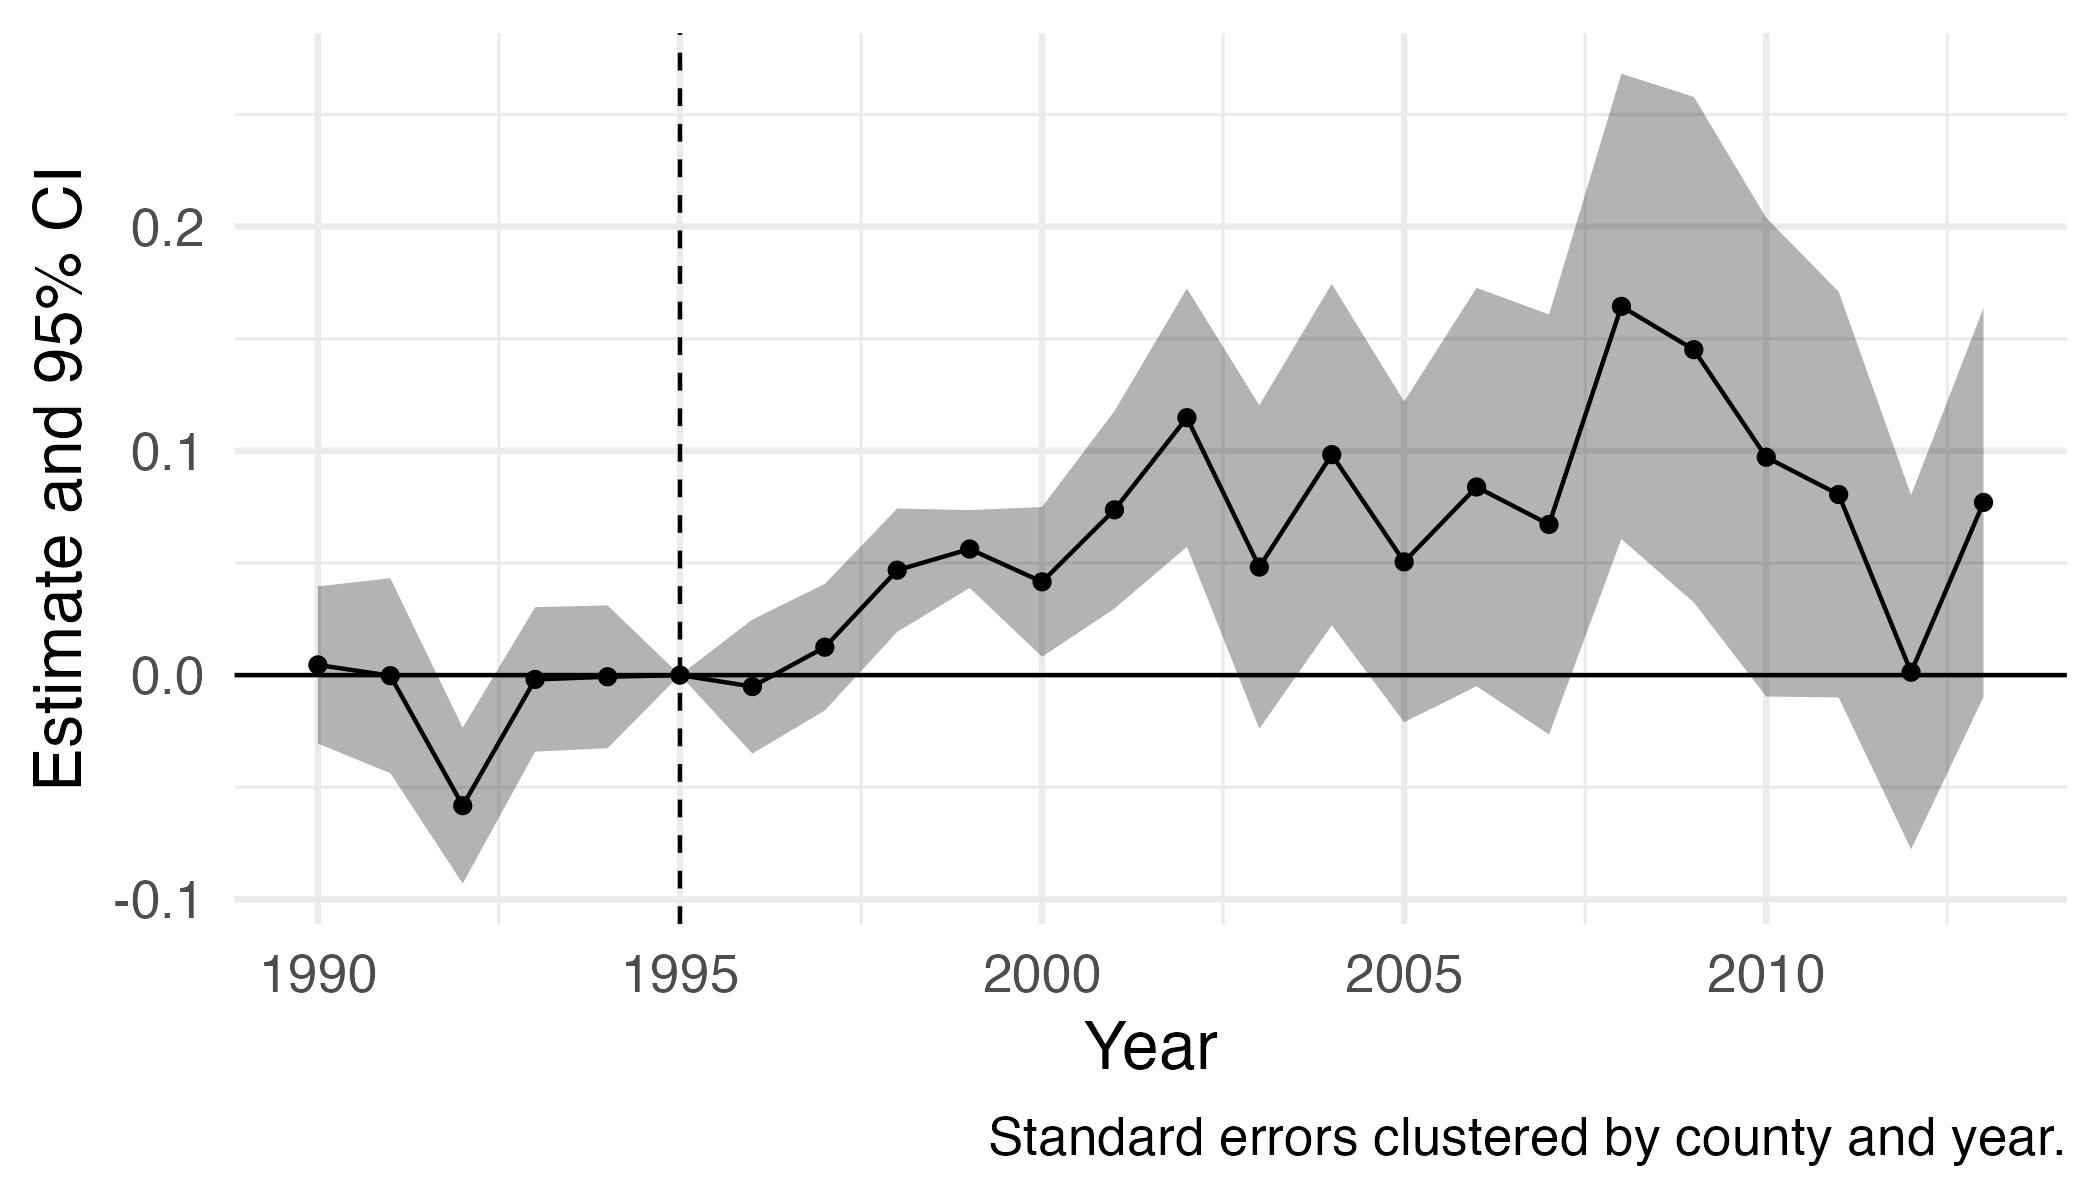 Estimate and 95% CI
0.2
0.1
0.0
-0.1
1990 1995 2000 2005 2010
Year
Standard errors clustered by county and year.